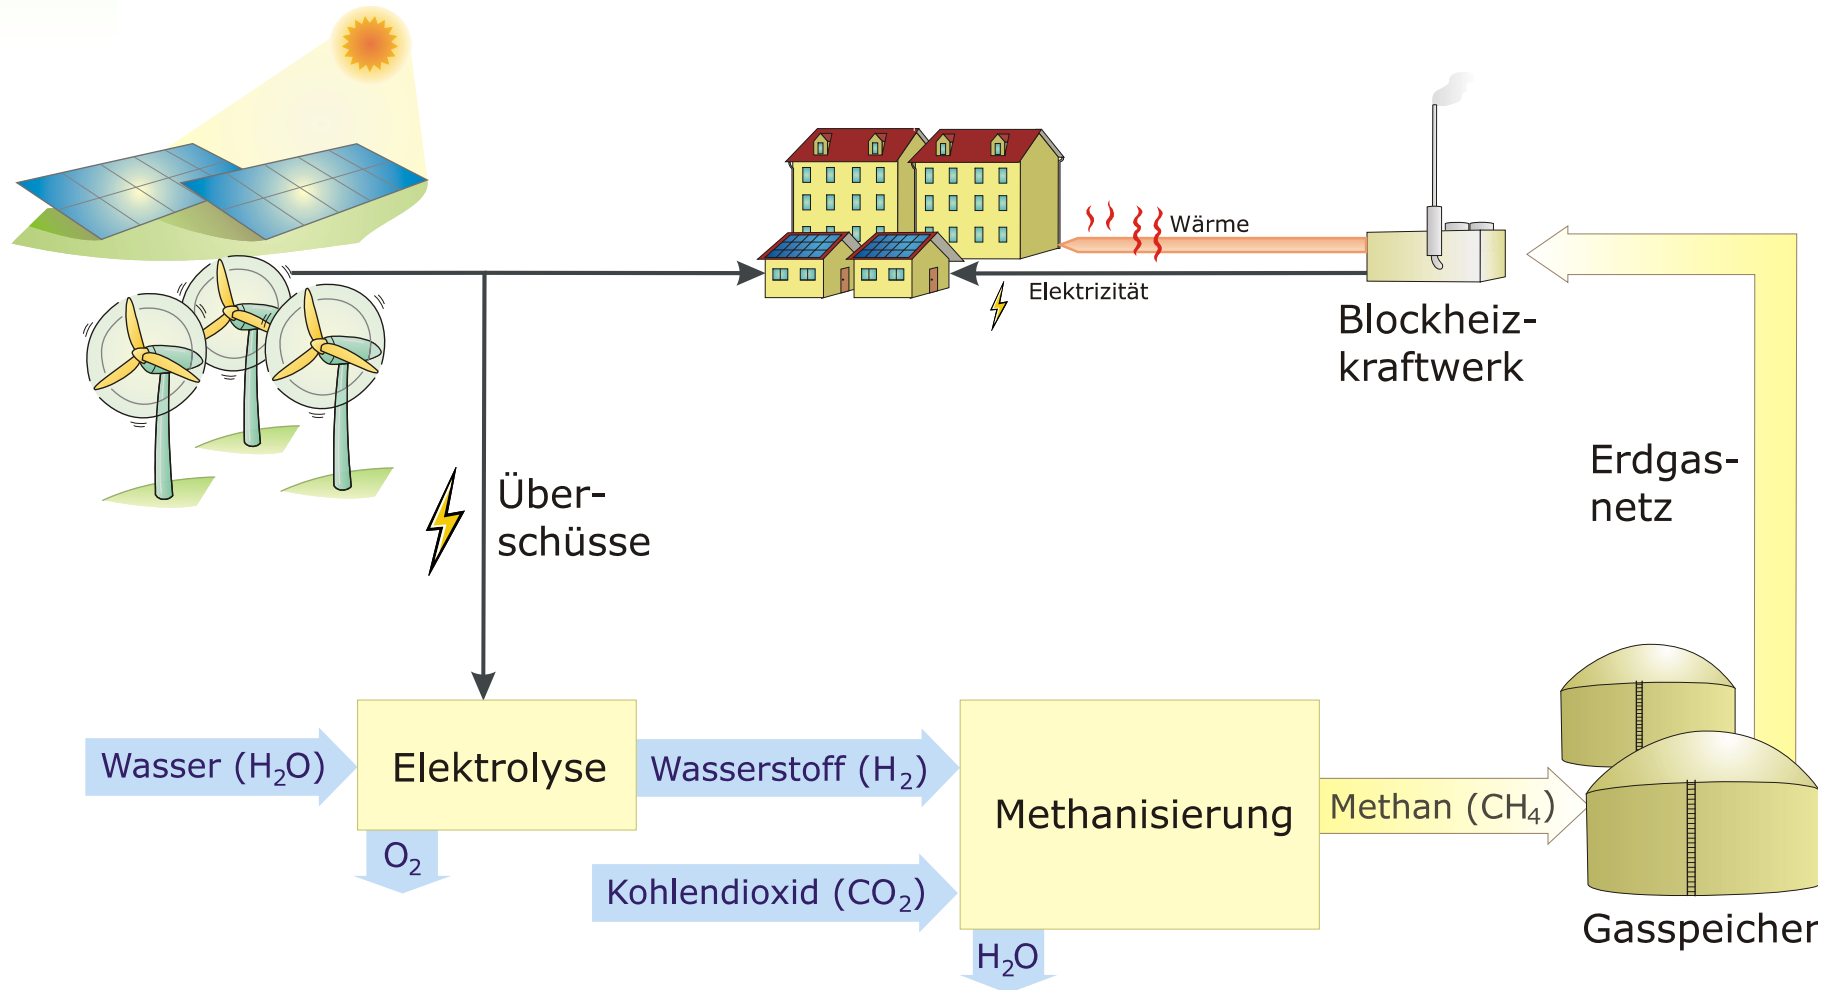 Wärme
Elektrizität
Blockheiz-
kraftwerk
Erdgas-
netz
Über-
schüsse
Wasser (H₂O)
Elektrolyse
Wasserstoff (H₂)
O₂
Kohlendioxid (CO₂)
Methanisierung
H₂O
Methan (CH₄)
Gasspeicher